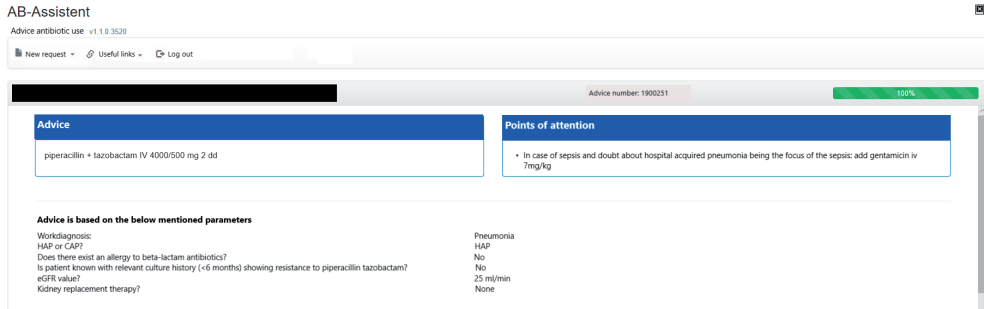 AB-Assistent
Advice antibiotic use v1.1.0.3520
New request Useful links Log out
Advice number: 1900251 100%
Advice
piperacillin + tazobactam IV 4000/500 mg 2 dd
Points of attention
• In case of sepsis and doubt about hospital acquired pneumonia being the focus of the sepsis: add gentamicin iv
7mg/kg
Advice is based on the below mentioned parameters
Workdiagnosis: Pneumonia
HAP or CAP? HAP
Does there exist an allergy to beta-lactam antibiotics? No
Is patient known with relevant culture history (<6 months) showing resistance to piperacillin tazobactam? No
eGFR value? 25 ml/min
Kidney replacement therapy? None